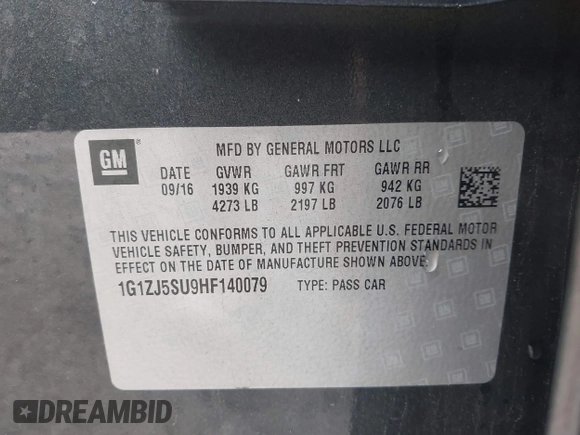 GM
MFD BY GENERAL MOTORS LLC
DATE GVWR GAWR FRT GAWR RR
09/16 1939 KG 997 KG 942 KG
4273 LB 2197 LB 2076 LB
THIS VEHICLE CONFORMS TO ALL APPLICABLE U.S. FEDERAL MOTOR
VEHICLE SAFETY, BUMPER, AND THEFT PREVENTION STANDARDS IN
EFFECT ON THE DATE OF MANUFACTURE SHOWN ABOVE.
1G1ZJ5SU9HF140079 TYPE: PASS CAR
DREAMBID